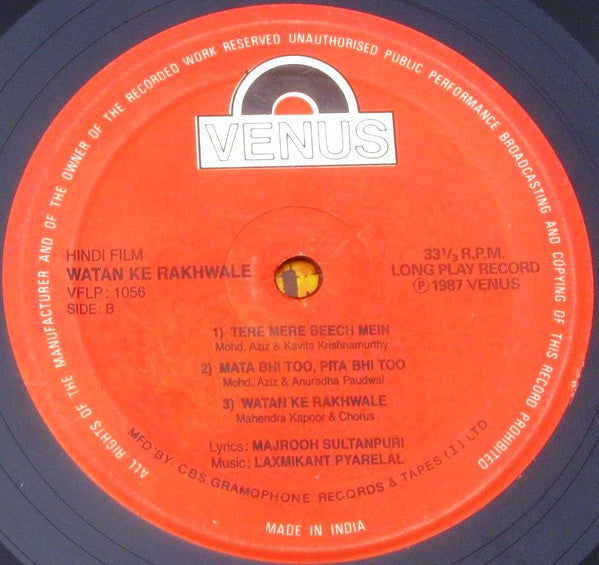 ALL RIGHTS OF THE MANUFACTURER AND OF THE OWNER OF THE RECORDED WORK RESERVED UNAUTHORISED PUBLIC PERFORMANCE BROADCASTING AND COPYING OF THIS RECORD PROHIBITED
VENUS
HINDI FILM
WATAN KE RAKHWALE
VFLP : 1056
SIDE : B
33 1/3 R.P.M.
LONG PLAY RECORD
Ⓟ 1987 VENUS
1) TERE MERE BEECH MEIN
Mohd. Aziz & Kavita Krishnamurthy
2) MATA BHI TOO, PITA BHI TOO
Mohd. Aziz & Anuradha Paudwal
3) WATAN KE RAKHWALE
Mahendra Kapoor & Chorus
Lyrics : MAJROOH SULTANPURI
Music : LAXMIKANT PYARELAL
MFD BY: CBS GRAMOPHONE RECORDS & TAPES (I) LTD
MADE IN INDIA